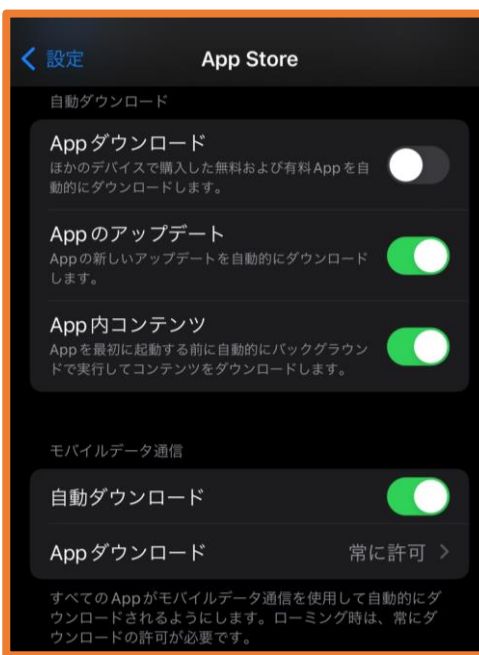 設定
App Store
自動ダウンロード
Appダウンロード
ほかのデバイスで購入した無料および有料Appを自
動的にダウンロードします。
Appのアップデート
Appの新しいアップデートを自動的にダウンロード
します。
App内コンテンツ
Appを最初に起動する前に自動的にバックグラウン
ドで実行してコンテンツをダウンロードします。
モバイルデータ通信
自動ダウンロード
Appダウンロード 常に許可
すべてのAppがモバイルデータ通信を使用して自動的にダ
ウンロードされるようにします。ローミング時は、常にダ
ウンロードの許可が必要です。